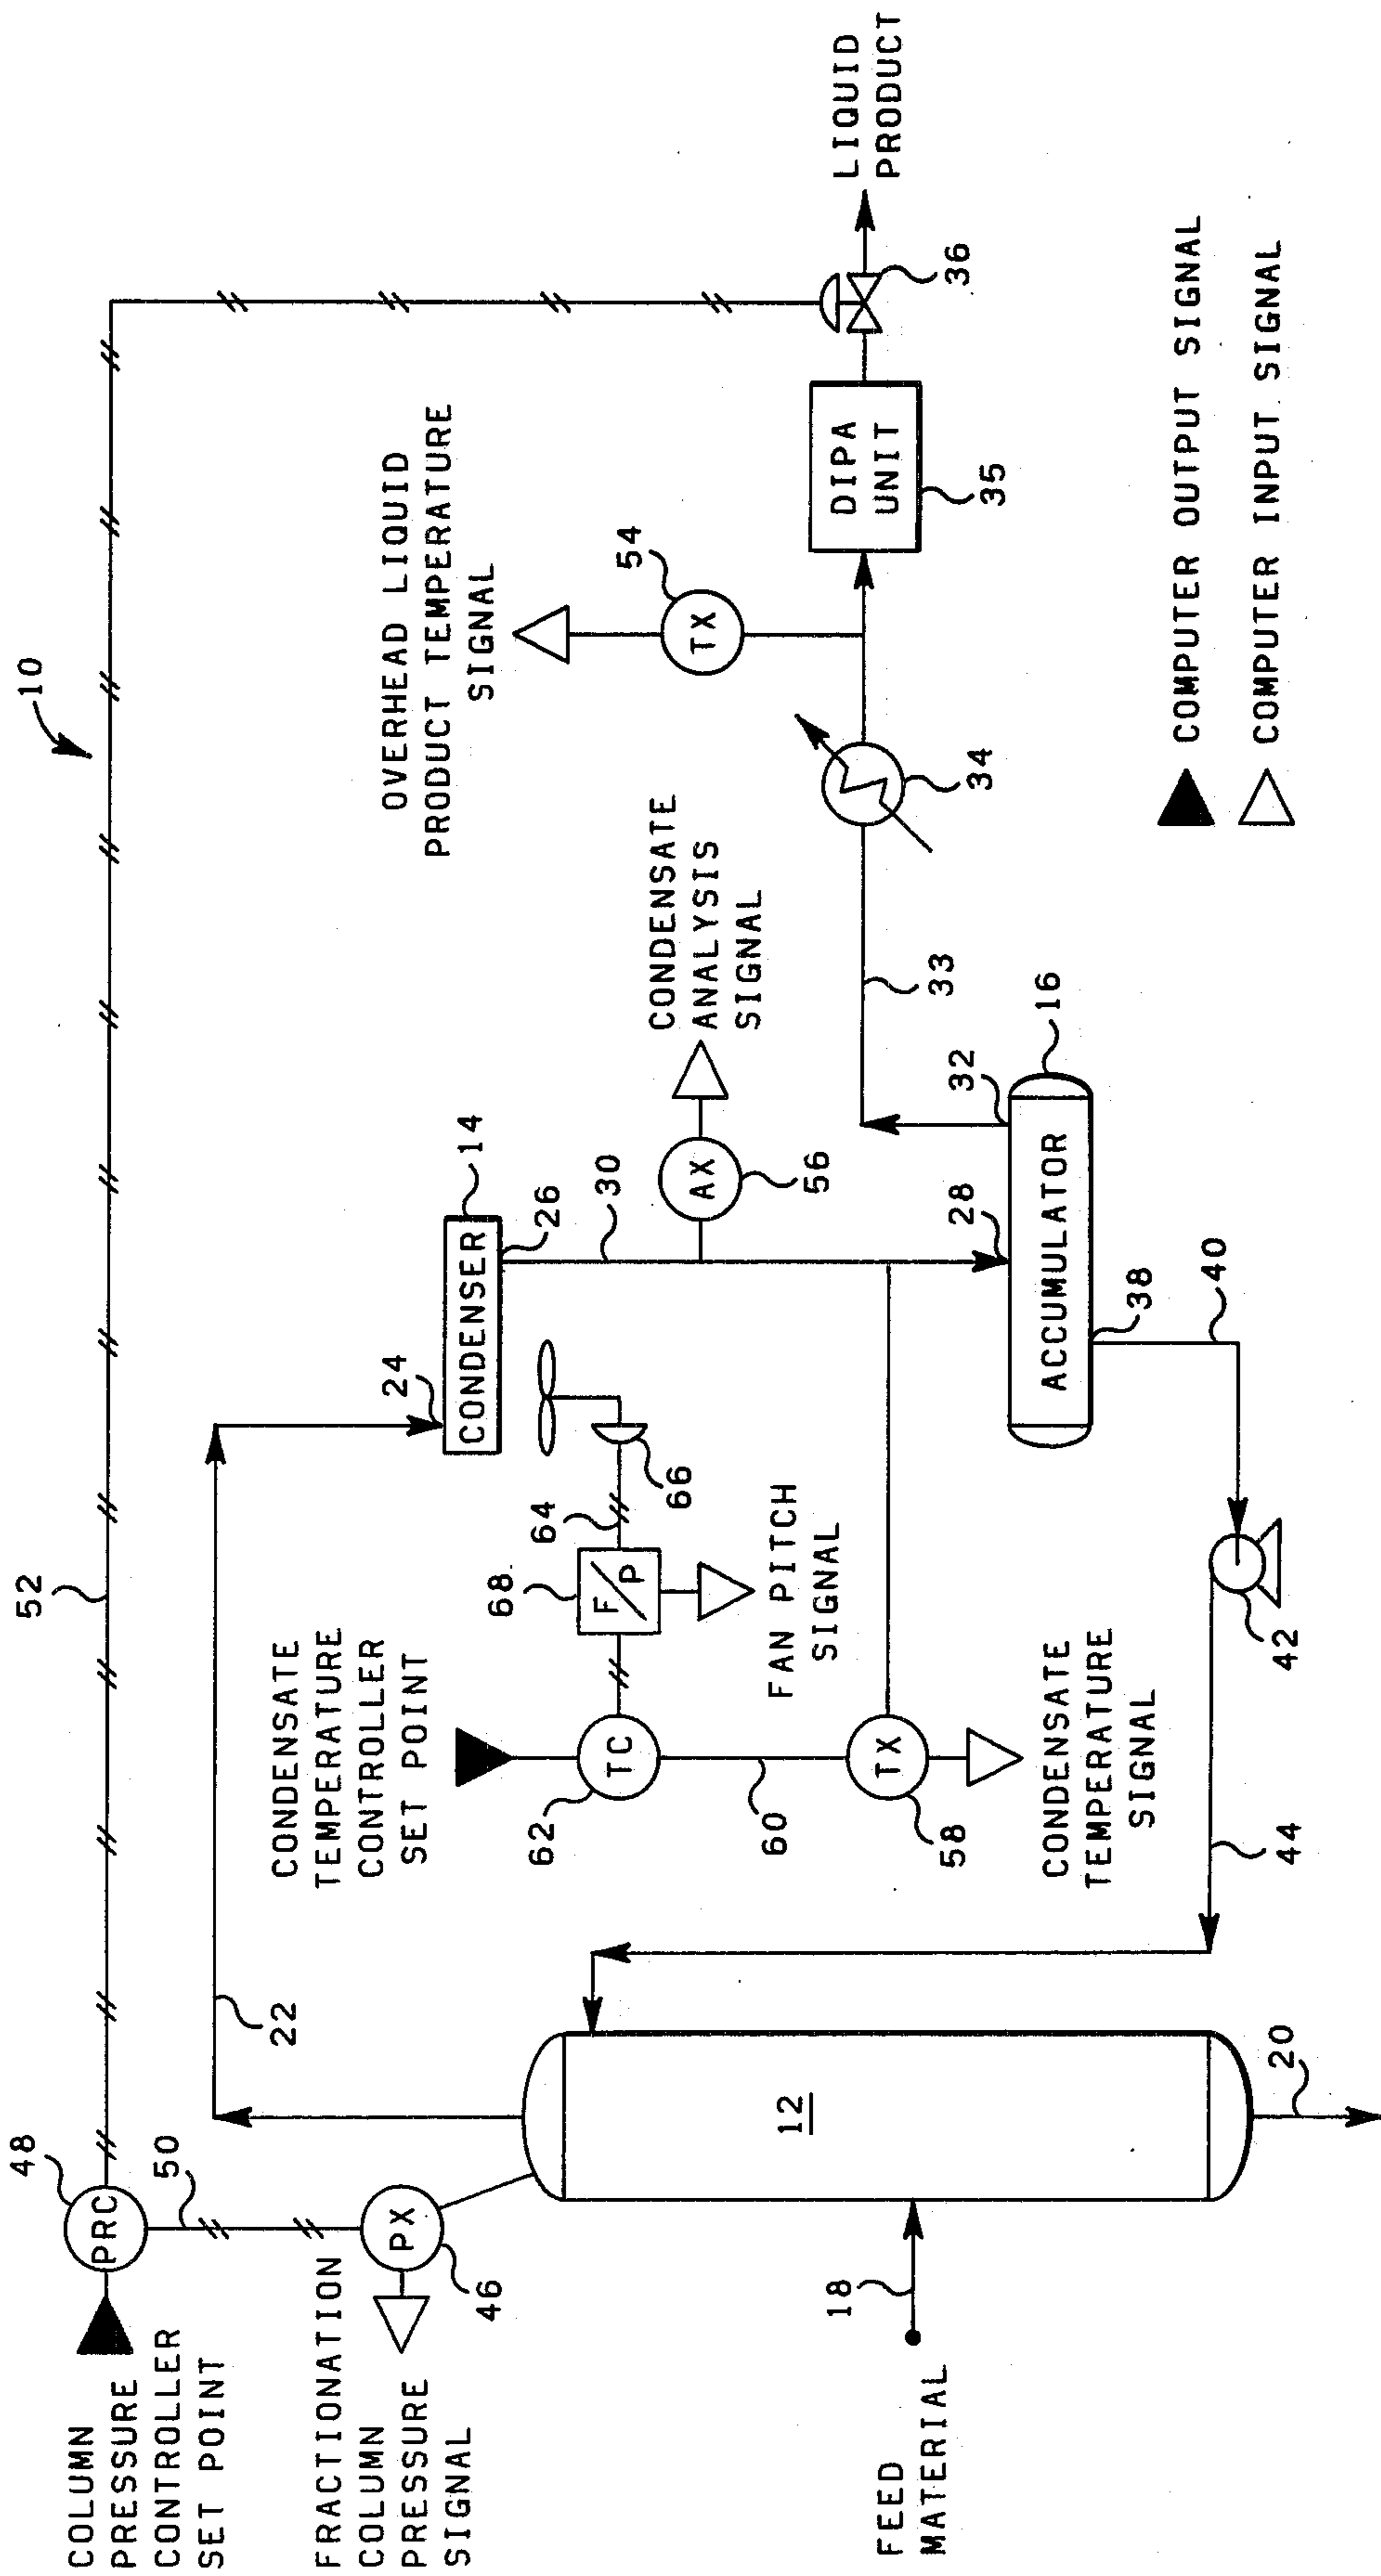 10
52
48
PRC
COLUMN
PRESSURE
CONTROLLER
SET POINT
50
22
FRACTIONATION
COLUMN
PRESSURE
SIGNAL
PX
46
12
18
FEED
MATERIAL
20
CONDENSATE
TEMPERATURE
CONTROLLER
SET POINT
62
TC
60
TX
58
CONDENSATE
TEMPERATURE
SIGNAL
68
F/P
64
66
FAN PITCH
SIGNAL
24
CONDENSER
14
26
30
AX
56
CONDENSATE
ANALYSIS
SIGNAL
28
32
ACCUMULATOR
16
38
40
42
44
33
34
OVERHEAD LIQUID
PRODUCT TEMPERATURE
SIGNAL
54
TX
DIPA
UNIT
35
36
LIQUID
PRODUCT
COMPUTER OUTPUT SIGNAL
COMPUTER INPUT SIGNAL